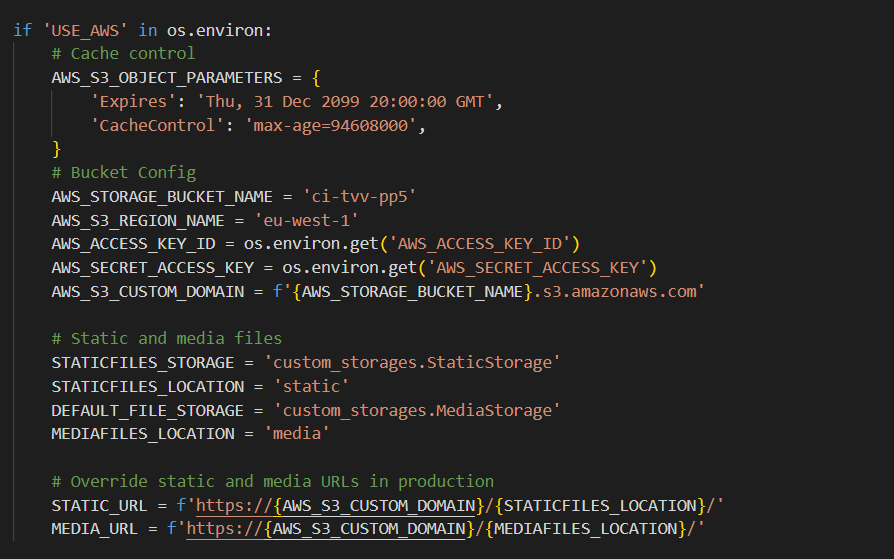 if 'USE_AWS' in os.environ:
# Cache control
AWS_S3_OBJECT_PARAMETERS = {
'Expires': 'Thu, 31 Dec 2099 20:00:00 GMT',
'CacheControl': 'max-age=94608000',
}
# Bucket Config
AWS_STORAGE_BUCKET_NAME = 'ci-tvv-pp5'
AWS_S3_REGION_NAME = 'eu-west-1'
AWS_ACCESS_KEY_ID = os.environ.get('AWS_ACCESS_KEY_ID')
AWS_SECRET_ACCESS_KEY = os.environ.get('AWS_SECRET_ACCESS_KEY')
AWS_S3_CUSTOM_DOMAIN = f'{AWS_STORAGE_BUCKET_NAME}.s3.amazonaws.com'
# Static and media files
STATICFILES_STORAGE = 'custom_storages.StaticStorage'
STATICFILES_LOCATION = 'static'
DEFAULT_FILE_STORAGE = 'custom_storages.MediaStorage'
MEDIAFILES_LOCATION = 'media'
# Override static and media URLs in production
STATIC_URL = f'https://{AWS_S3_CUSTOM_DOMAIN}/{STATICFILES_LOCATION}/'
MEDIA_URL = f'https://{AWS_S3_CUSTOM_DOMAIN}/{MEDIAFILES_LOCATION}/'